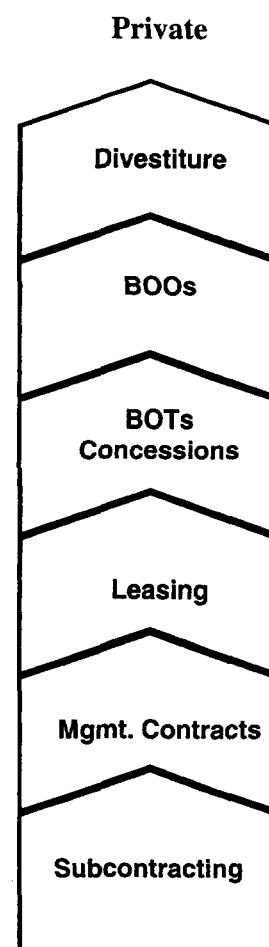 Private
Divestiture
BOOs
BOTs
Concessions
Leasing
Mgmt. Contracts
Subcontracting